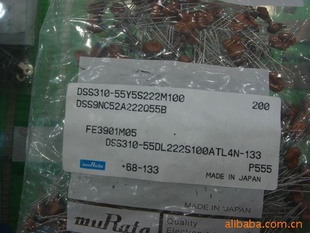 DSS310-55Y5S222M100 200
DSS9NC52A222Q55B
FE3901M05
DSS310-55DL222S100ATL4N-133
P555
muRata +68-133 MADE IN JAPAN
muRata Quality
MADE IN JAPAN
alibaba.com.cn